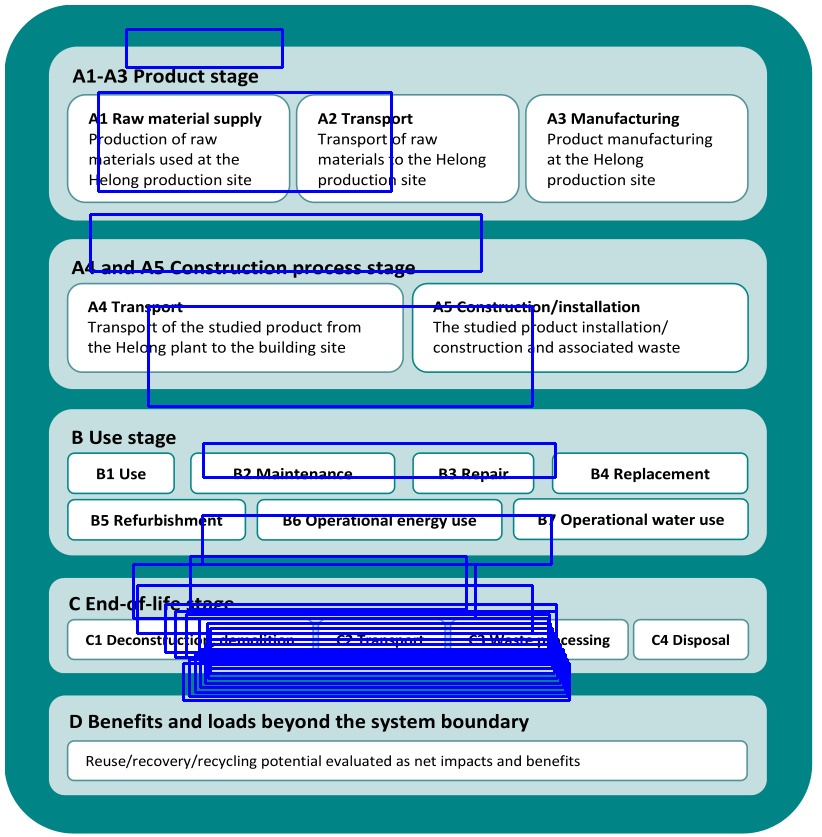 A1-A3 Product stage
A1 Raw material supply
Production of raw
materials used at the
Helong production site
A2 Transport
Transport of raw
materials to the Helong
production site
A3 Manufacturing
Product manufacturing
at the Helong
production site
A4 and A5 Construction process stage
A4 Transport
Transport of the studied product from
the Helong plant to the building site
A5 Construction/installation
The studied product installation/
construction and associated waste
B Use stage
B1 Use
B2 Maintenance
B3 Repair
B4 Replacement
B5 Refurbishment
B6 Operational energy use
B7 Operational water use
C End-of-life stage
C1 Deconstruction, demolition
C2 Transport
C3 Waste processing
C4 Disposal
D Benefits and loads beyond the system boundary
Reuse/recovery/recycling potential evaluated as net impacts and benefits